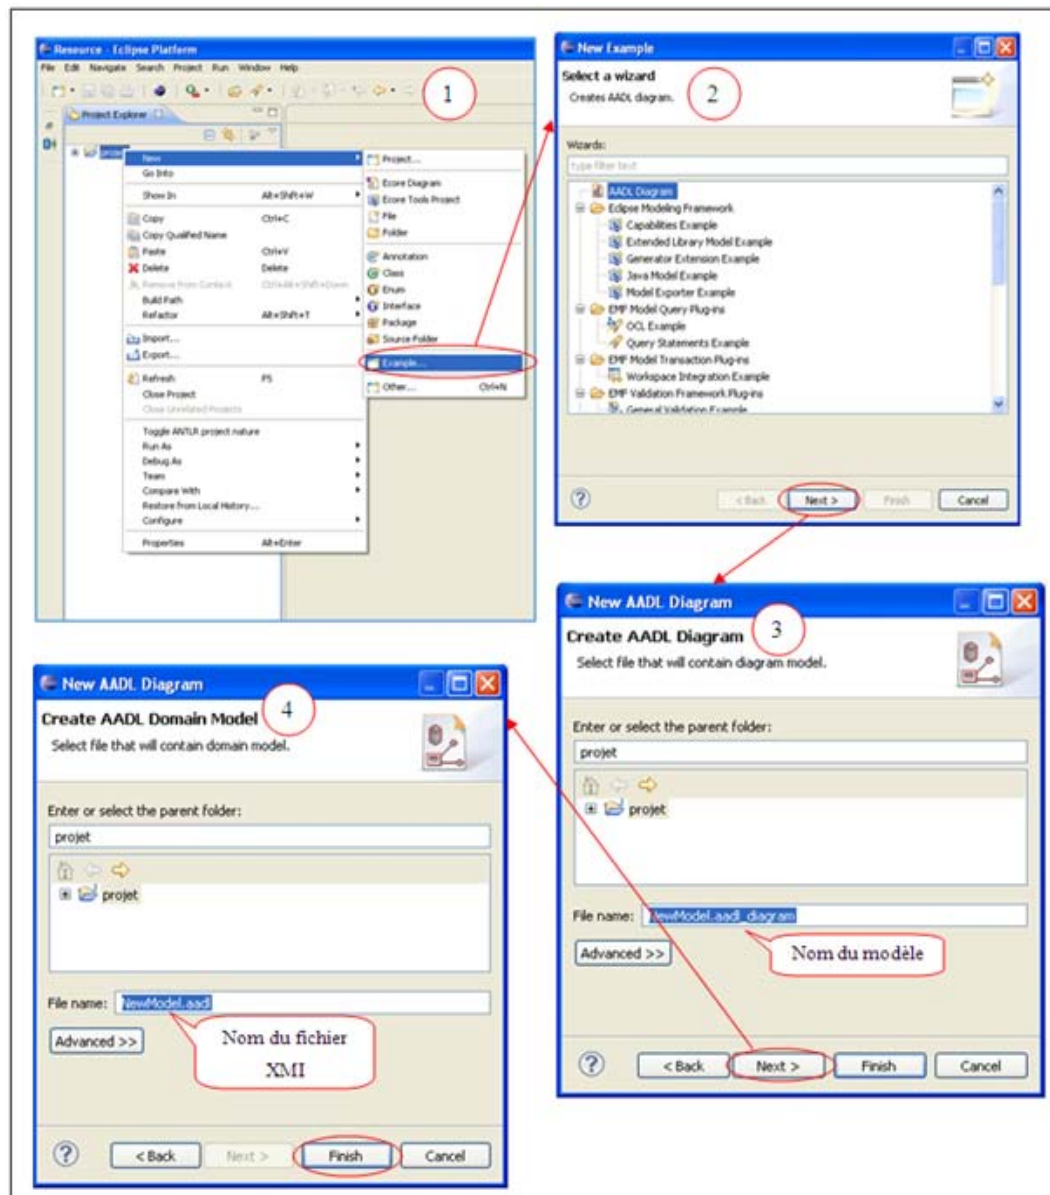 Resource - Eclipse Platform
File Edit Navigate Search Project Run Window Help
1
Project Explorer
projet
New
Go Into
Show In Alt+Shift+W
Copy Ctrl+C
Copy Qualified Name
Paste Ctrl+V
Delete Delete
Remove from Context Ctrl+Alt+Shift+Down
Build Path
Refactor Alt+Shift+T
Import...
Export...
Refresh F5
Close Project
Close Unrelated Projects
Toggle ANTLR project nature
Run As
Debug As
Team
Compare With
Restore from Local History...
Configure
Properties Alt+Enter
Project...
Ecore Diagram
Ecore Tools Project
File
Folder
Annotation
Class
Enum
Interface
Package
Source Folder
Example...
Other... Ctrl+N
New Example
Select a wizard
Creates AADL diagram.
2
Wizards:
type filter text
AADL Diagram
Eclipse Modeling Framework
Capabilities Example
Extended Library Model Example
Generator Extension Example
Java Model Example
Model Exporter Example
EMF Model Query Plug-ins
OCL Example
Query Statements Example
EMF Model Transaction Plug-ins
Workspace Integration Example
EMF Validation Framework Plug-ins
General Validation Example
? < Back Next > Finish Cancel
New AADL Diagram
Create AADL Diagram
3
Select file that will contain diagram model.
Enter or select the parent folder:
projet
projet
File name: NewModel.aadl_diagram
Advanced >>
Nom du modèle
? < Back Next > Finish Cancel
New AADL Diagram
Create AADL Domain Model
4
Select file that will contain domain model.
Enter or select the parent folder:
projet
projet
File name: NewModel.aadl
Advanced >>
Nom du fichier
XMI
? < Back Next > Finish Cancel